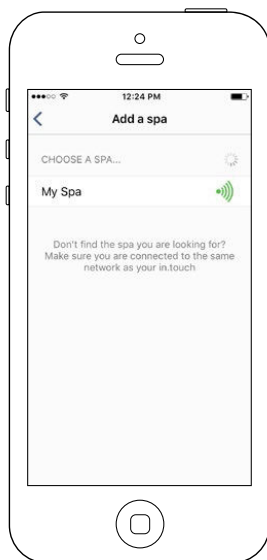 12:24 PM
Add a spa
CHOOSE A SPA...
My Spa
Don't find the spa you are looking for?
Make sure you are connected to the same
network as your in.touch